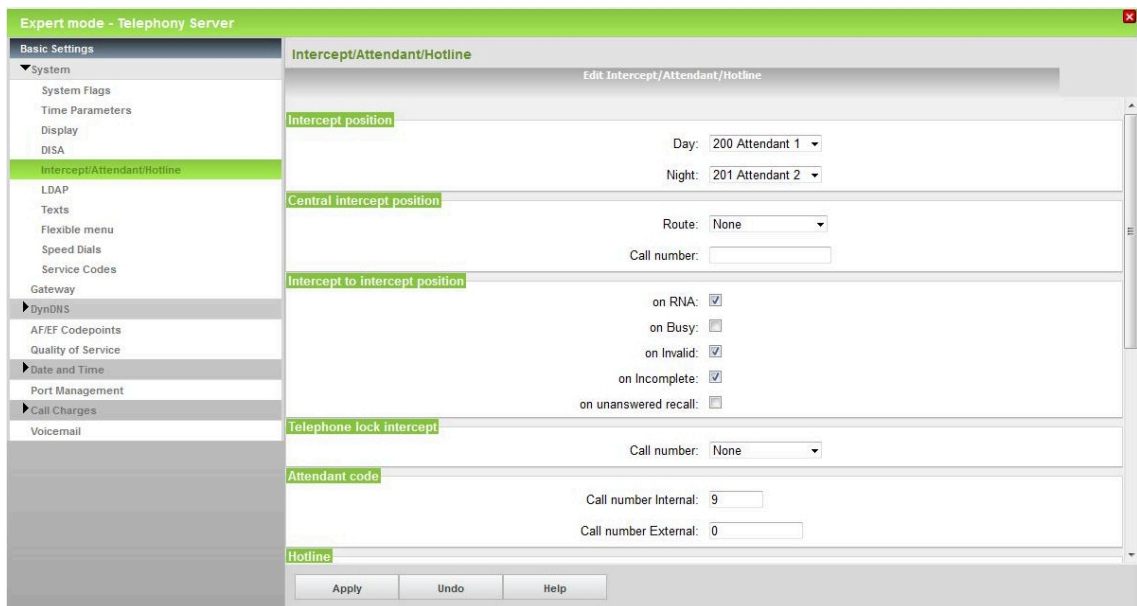 Expert mode - Telephony Server
Basic Settings
System
System Flags
Time Parameters
Display
DISA
Intercept/Attendant/Hotline
LDAP
Texts
Flexible menu
Speed Dials
Service Codes
Gateway
DynDNS
AF/EF Codepoints
Quality of Service
Date and Time
Port Management
Call Charges
Voicemail
Intercept/Attendant/Hotline
Edit Intercept/Attendant/Hotline
Intercept position
Day: 200 Attendant 1
Night: 201 Attendant 2
Central intercept position
Route: None
Call number:
Intercept to intercept position
on RNA:
on Busy:
on Invalid:
on Incomplete:
on unanswered recall:
Telephone lock intercept
Call number: None
Attendant code
Call number Internal: 9
Call number External: 0
Hotline
Apply Undo Help